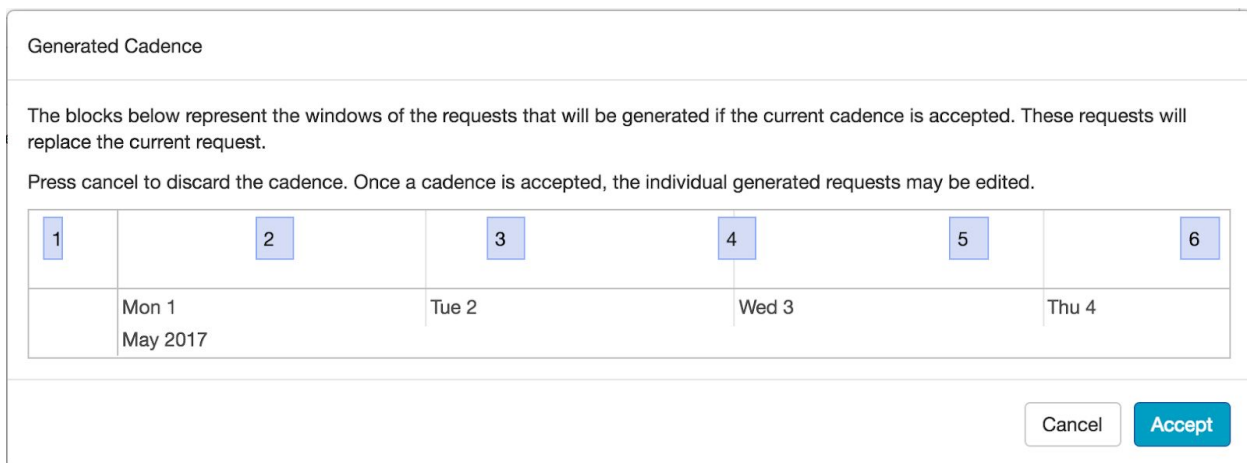 Generated Cadence
The blocks below represent the windows of the requests that will be generated if the current cadence is accepted. These requests will
replace the current request.
Press cancel to discard the cadence. Once a cadence is accepted, the individual generated requests may be edited.
1 2 3 4 5 6
Mon 1 Tue 2 Wed 3 Thu 4
May 2017
Cancel Accept